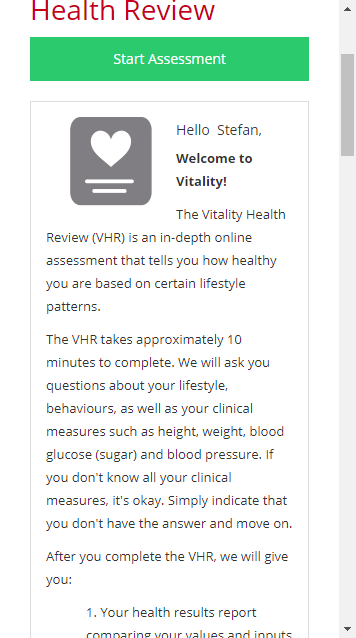 Health Review
Start Assessment
Hello  Stefan,
Welcome to
Vitality!
The Vitality Health
Review (VHR) is an in-depth online
assessment that tells you how healthy
you are based on certain lifestyle
patterns.
The VHR takes approximately 10
minutes to complete. We will ask you
questions about your lifestyle,
behaviours, as well as your clinical
measures such as height, weight, blood
glucose (sugar) and blood pressure. If
you don't know all your clinical
measures, it's okay. Simply indicate that
you don't have the answer and move on.
After you complete the VHR, we will give
you:
1. Your health results report
comparing your values and inputs